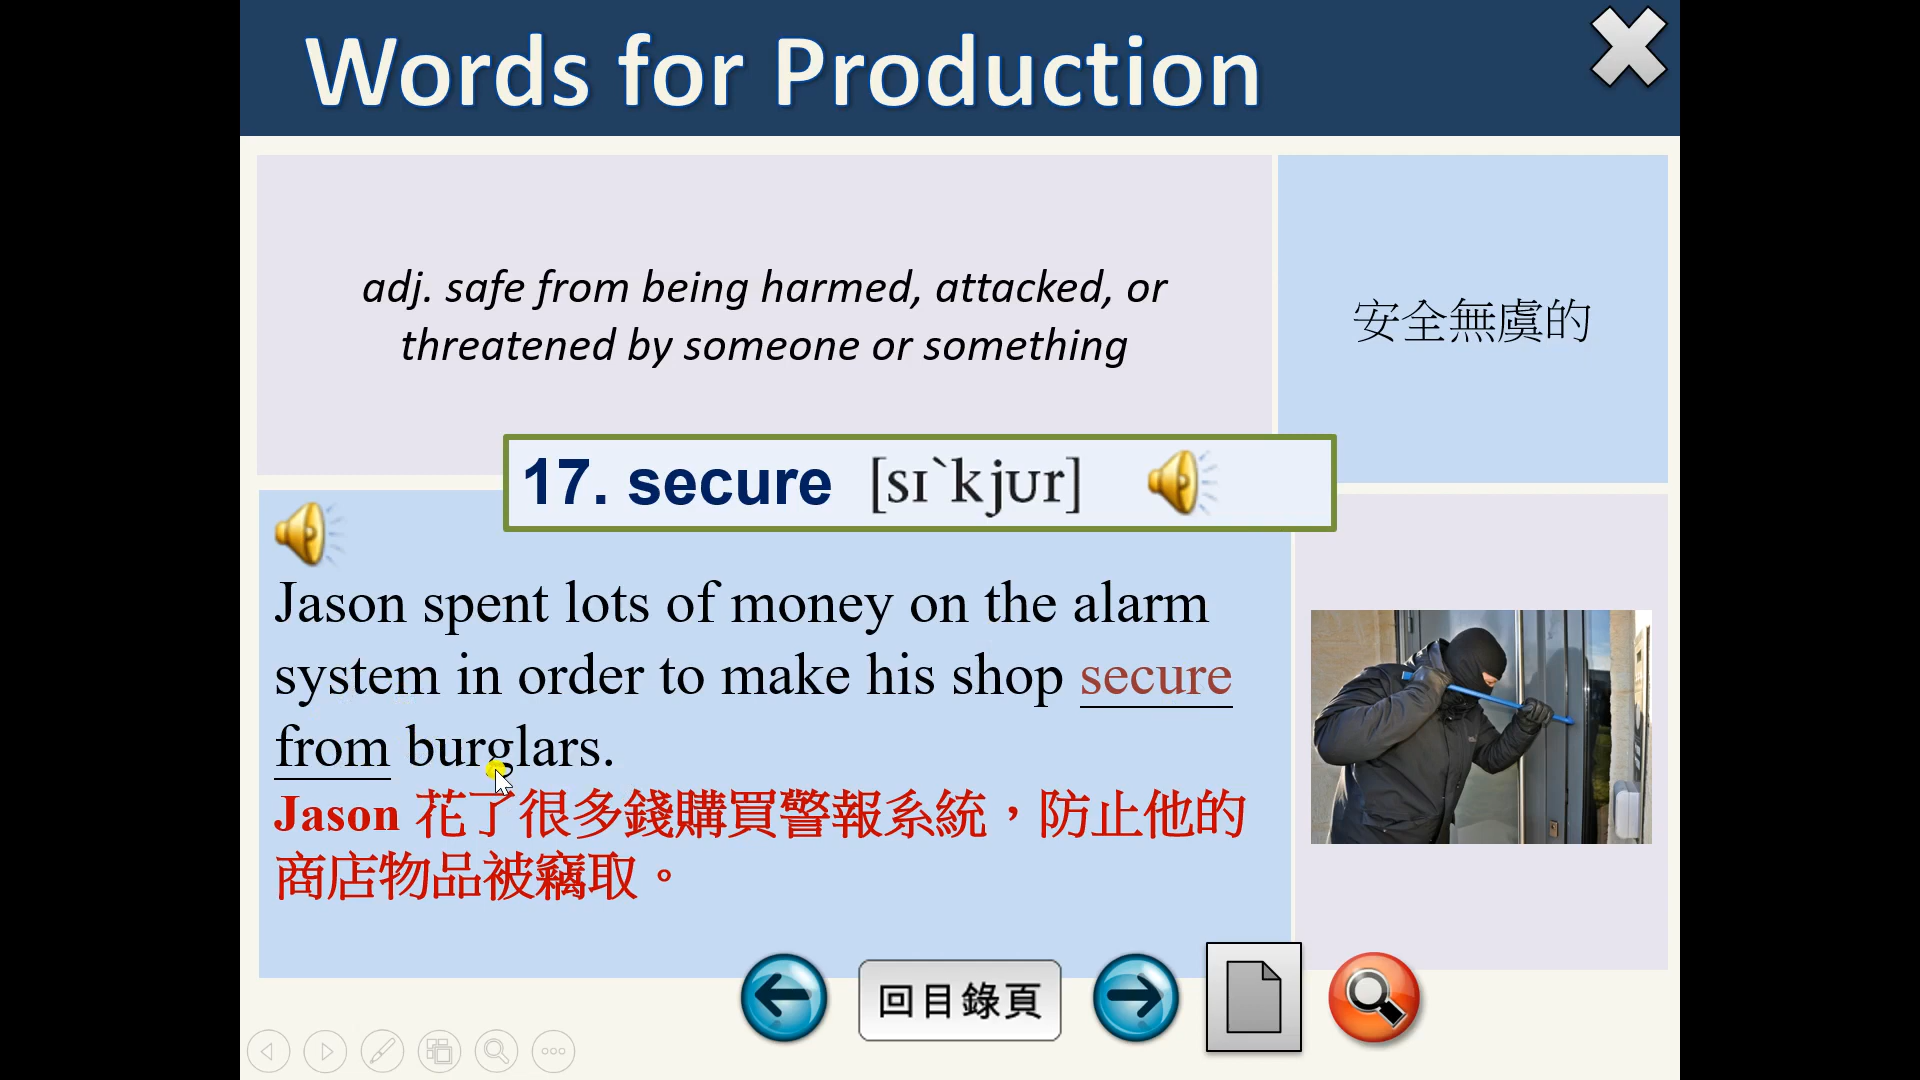 Words for Production
adj. safe from being harmed, attacked, or
threatened by someone or something
安全無虞的
17. secure [sɪˋkjʊr]
Jason spent lots of money on the alarm
system in order to make his shop secure
from burglars.
Jason 花了很多錢購買警報系統，防止他的
商店物品被竊取。
回目錄頁